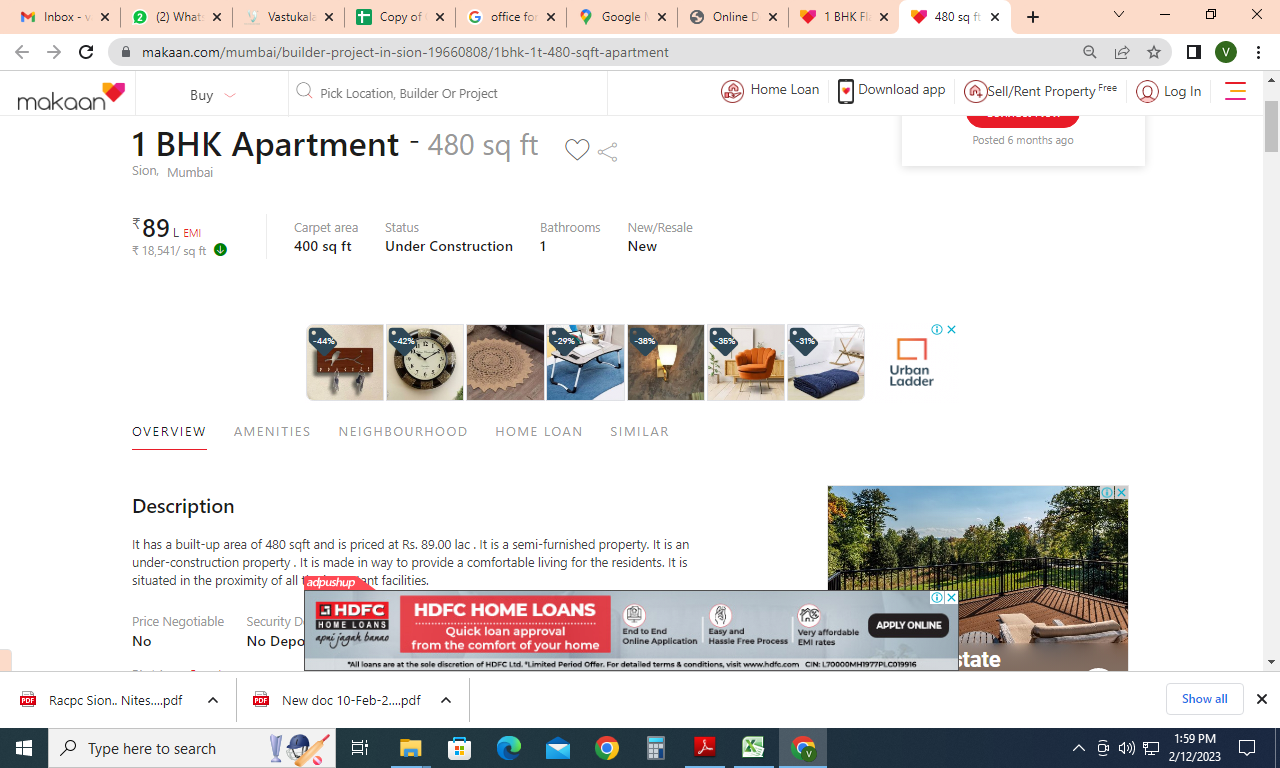 Inbox - v
(2) Whats
Vastukala
Copy of
office for
Google M
Online D
1 BHK Fl
480 sq ft
makaan.com/mumbai/builder-project-in-sion-19660808/1bhk-1t-480-sqft-apartment
V
makaan
Buy
Pick Location, Builder Or Project
Home Loan
Download app
Sell/Rent Property Free
Log In
1 BHK Apartment - 480 sq ft
Sion, Mumbai
Posted 6 months ago
₹ 89 L EMI
₹ 18,541/ sq ft
Carpet area
400 sq ft
Status
Under Construction
Bathrooms
1
New/Resale
New
-44%
-42%
-29%
-38%
-35%
-31%
Urban
Ladder
OVERVIEW
AMENITIES
NEIGHBOURHOOD
HOME LOAN
SIMILAR
Description
It has a built-up area of 480 sqft and is priced at Rs. 89.00 lac . It is a semi-furnished property. It is an
under-construction property . It is made in way to provide a comfortable living for the residents. It is
situated in the proximity of all
facilities.
adpushup
Price Negotiable
No
Security D
No Depo
HDFC
HOME LOANS
apni jagah banao
HDFC HOME LOANS
Quick loan approval
from the comfort of your home
End to End
Online Application
Easy and
Hassle Free Process
Very affordable
EMI rates
APPLY ONLINE
*All loans are at the sole discretion of HDFC Ltd. *Limited Period Offer. For detailed terms & conditions, visit www.hdfc.com CIN: L70000MH1977PLC019916
state
Racpc Sion.. Nites....pdf
New doc 10-Feb-2....pdf
Show all
Type here to search
1:59 PM
2/12/2023